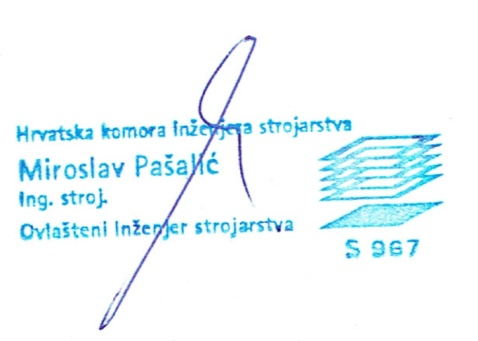 Hrvatska komora inženjera strojarstva
Miroslav Pašalić
ing. stroj.
Ovlašteni inženjer strojarstva
S 967